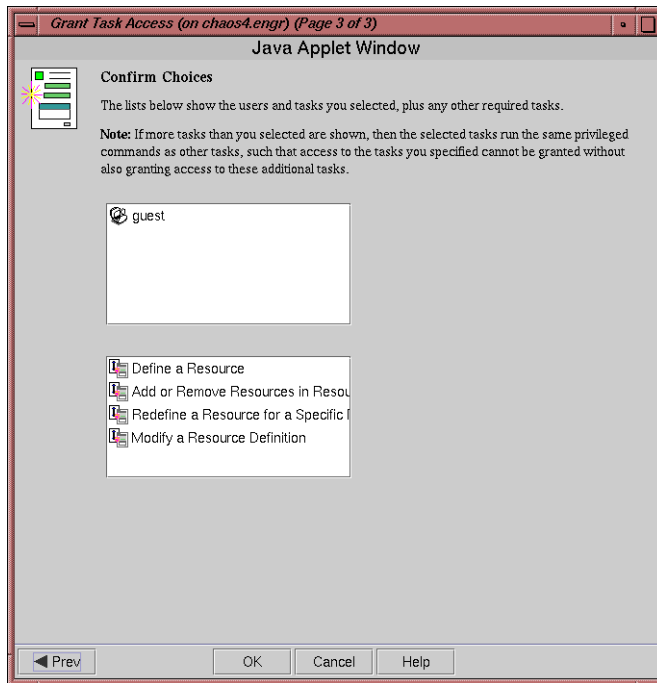 Grant Task Access (on chaos4.engr) (Page 3 of 3)
Java Applet Window
Confirm Choices
The lists below show the users and tasks you selected, plus any other required tasks.
Note: If more tasks than you selected are shown, then the selected tasks run the same privileged
commands as other tasks, such that access to the tasks you specified cannot be granted without
also granting access to these additional tasks.
guest
Define a Resource
Add or Remove Resources in Resou
Redefine a Resource for a Specific
Modify a Resource Definition
Prev OK Cancel Help